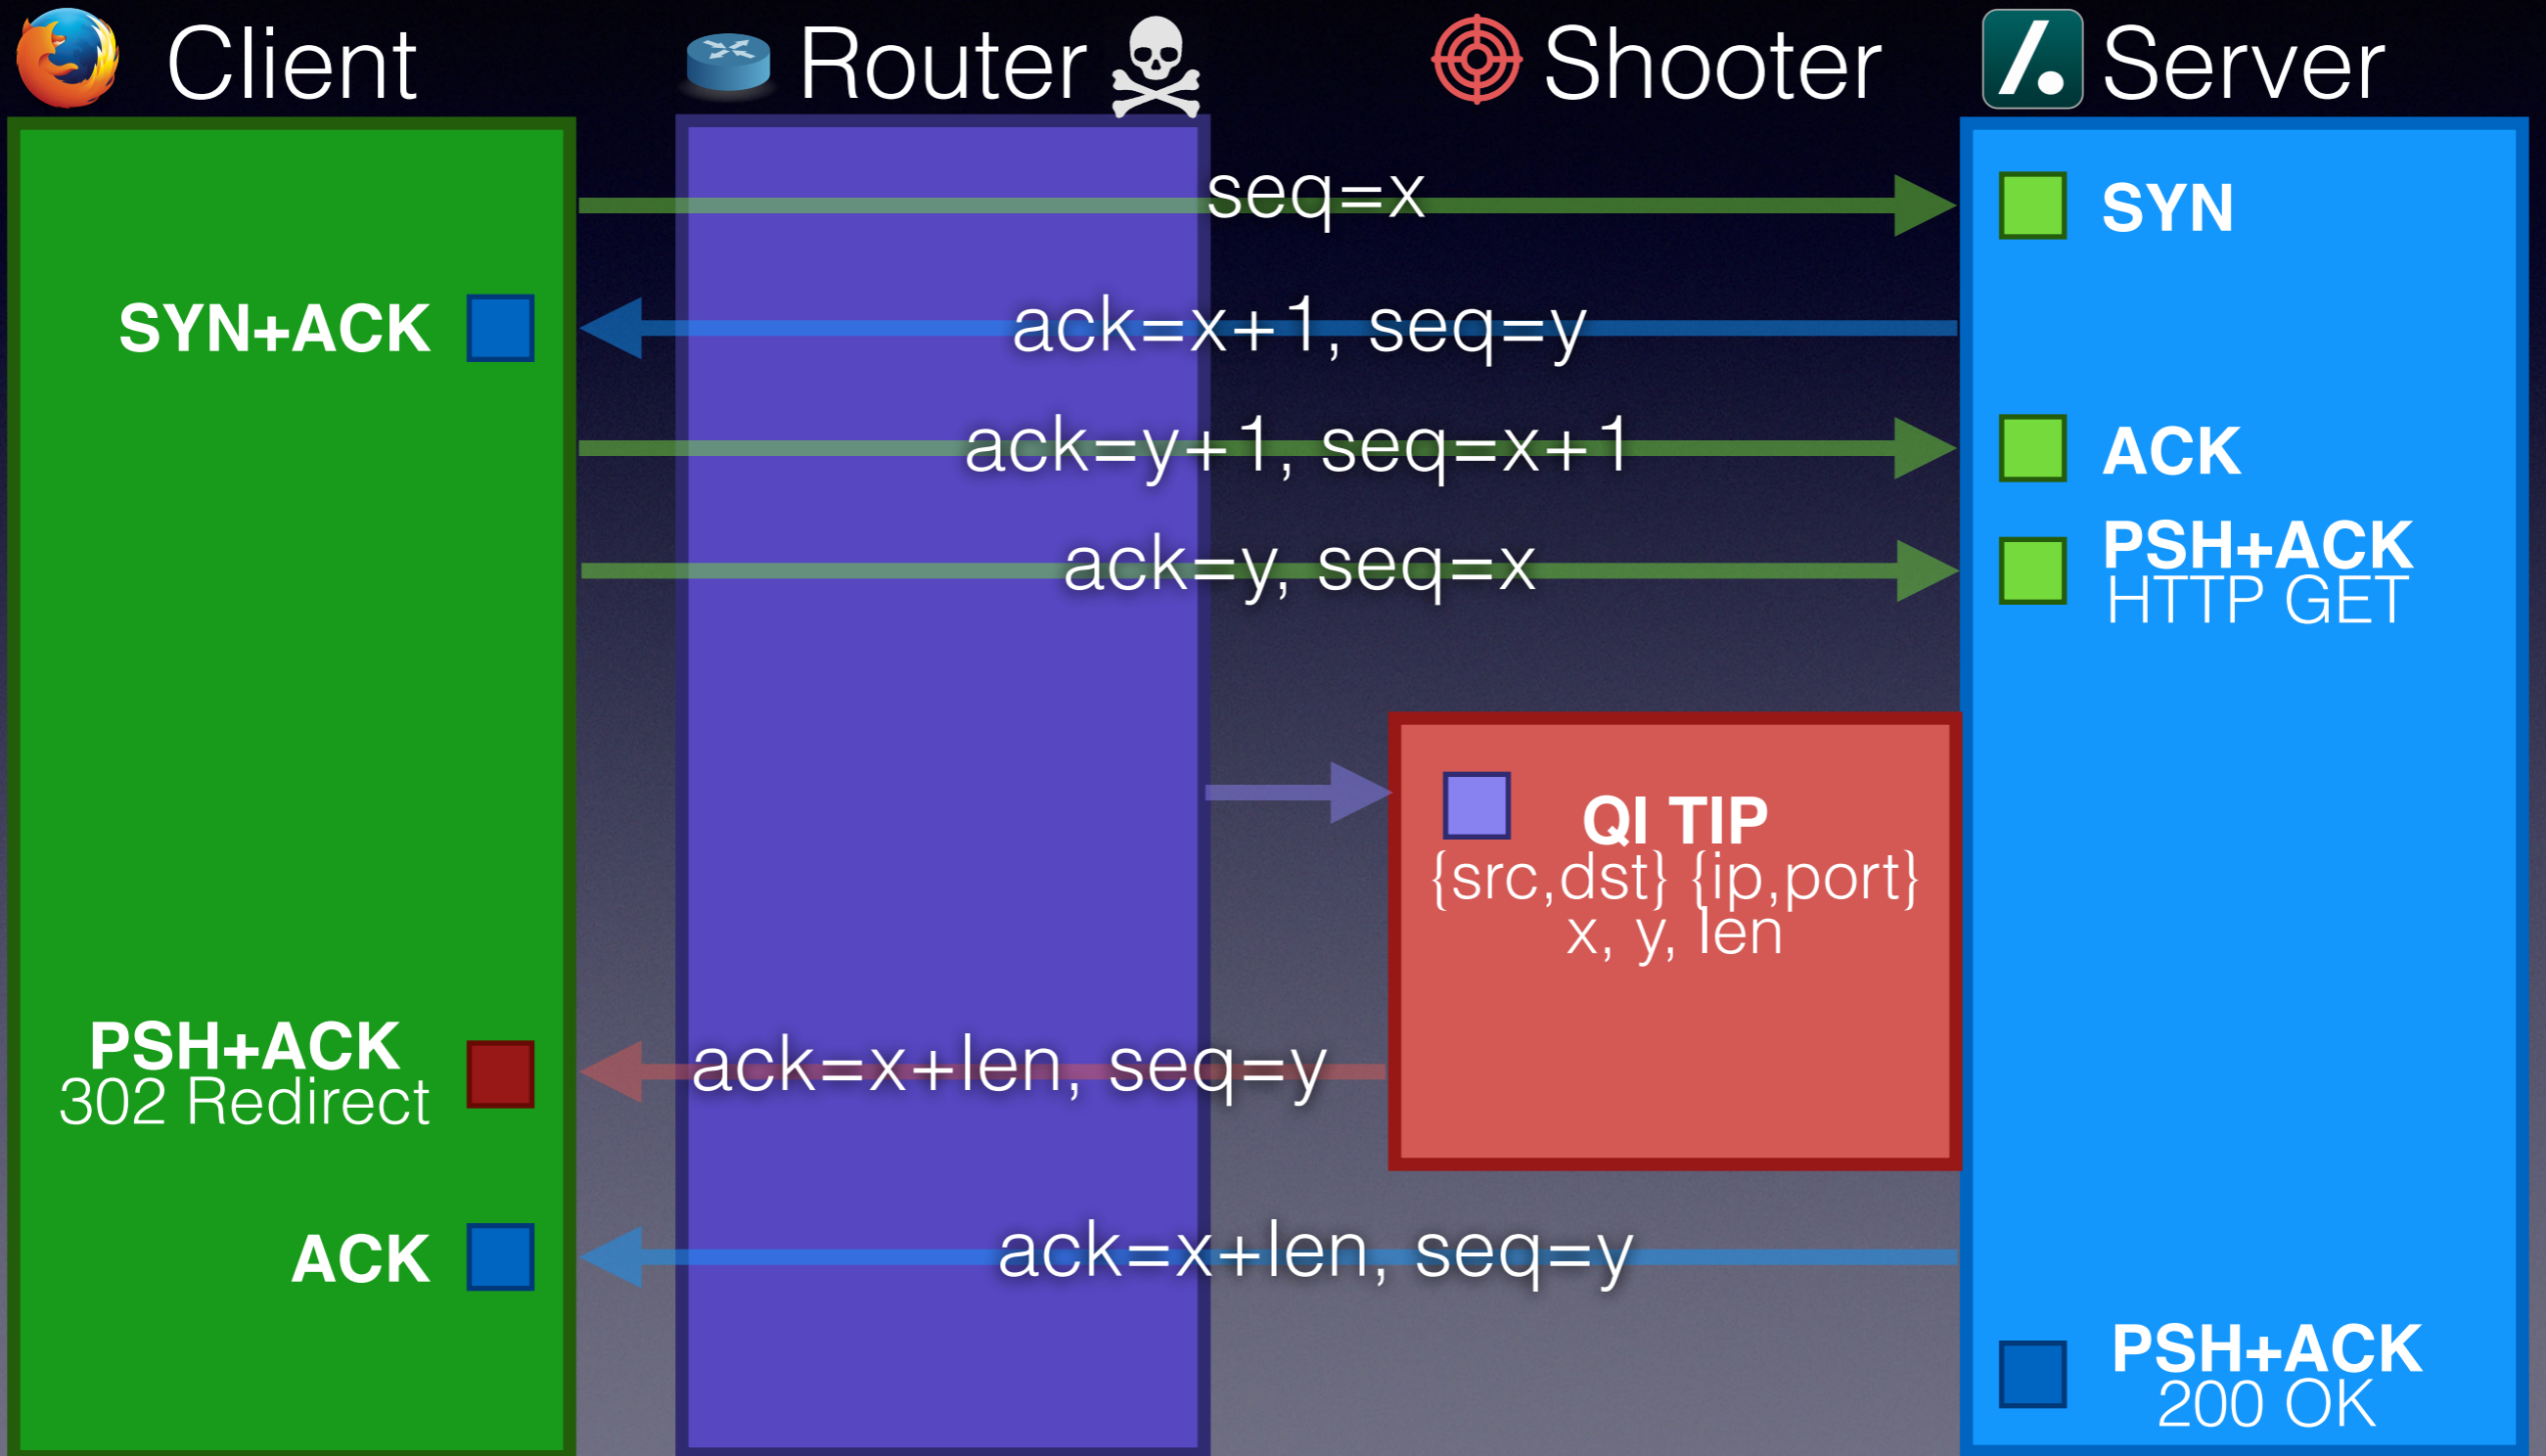 Client
Router
Shooter
Server
seq=x
SYN
SYN+ACK
ack=x+1, seq=y
ack=y+1, seq=x+1
ACK
ack=y, seq=x
PSH+ACK
HTTP GET
QI TIP
{src,dst} {ip,port}
x, y, len
PSH+ACK
302 Redirect
ack=x+len, seq=y
ACK
ack=x+len, seq=y
PSH+ACK
200 OK